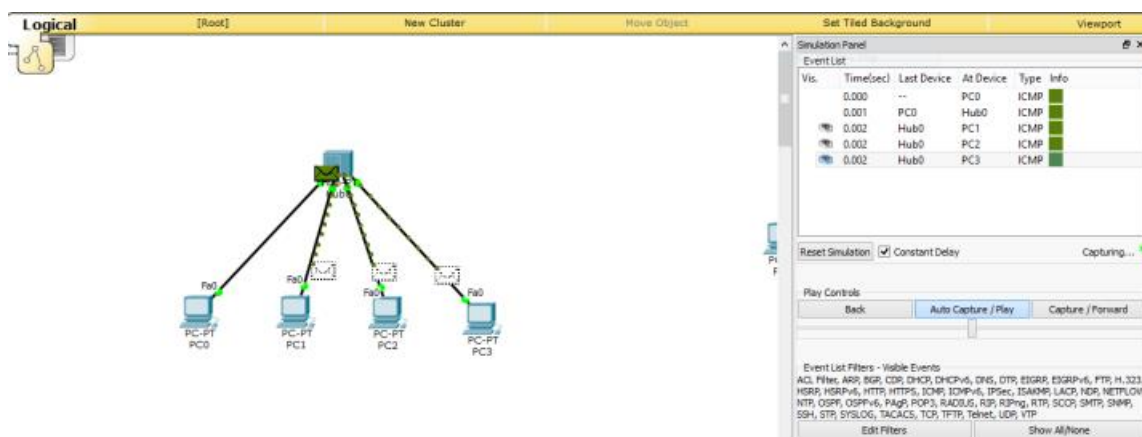 Logical [Root] New Cluster Move Object Set Tiled Background Viewport
Simulation Panel
Event List
Vis. Time(sec) Last Device At Device Type Info
0.000 -- PC0 ICMP
0.001 PC0 Hub0 ICMP
0.002 Hub0 PC1 ICMP
0.002 Hub0 PC2 ICMP
0.002 Hub0 PC3 ICMP
Hub0
Reset Simulation Constant Delay Capturing...
Fa0 Fa0 Fa0 Fa0
PC-PT PC-PT PC-PT PC-PT
PC0 PC1 PC2 PC3
Play Controls
Back Auto Capture / Play Capture / Forward
Event List Filters - Visible Events
ACL Filter, ARP, BGP, CDP, DHCP, DHCPv6, DNS, DTP, EIGRP, EIGRPv6, FTP, H.323,
HSRP, HSRPv6, HTTP, HTTPS, ICMP, ICMPv6, IPSec, ISAKMP, LACP, NDP, NETFLOW,
NTP, OSPF, OSPFv6, PAgP, POP3, RADIUS, RIP, RIPng, RTP, SCCP, SMTP, SNMP,
SSH, STP, SYSLOG, TACACS, TCP, TFTP, Telnet, UDP, VTP
Edit Filters Show All/None